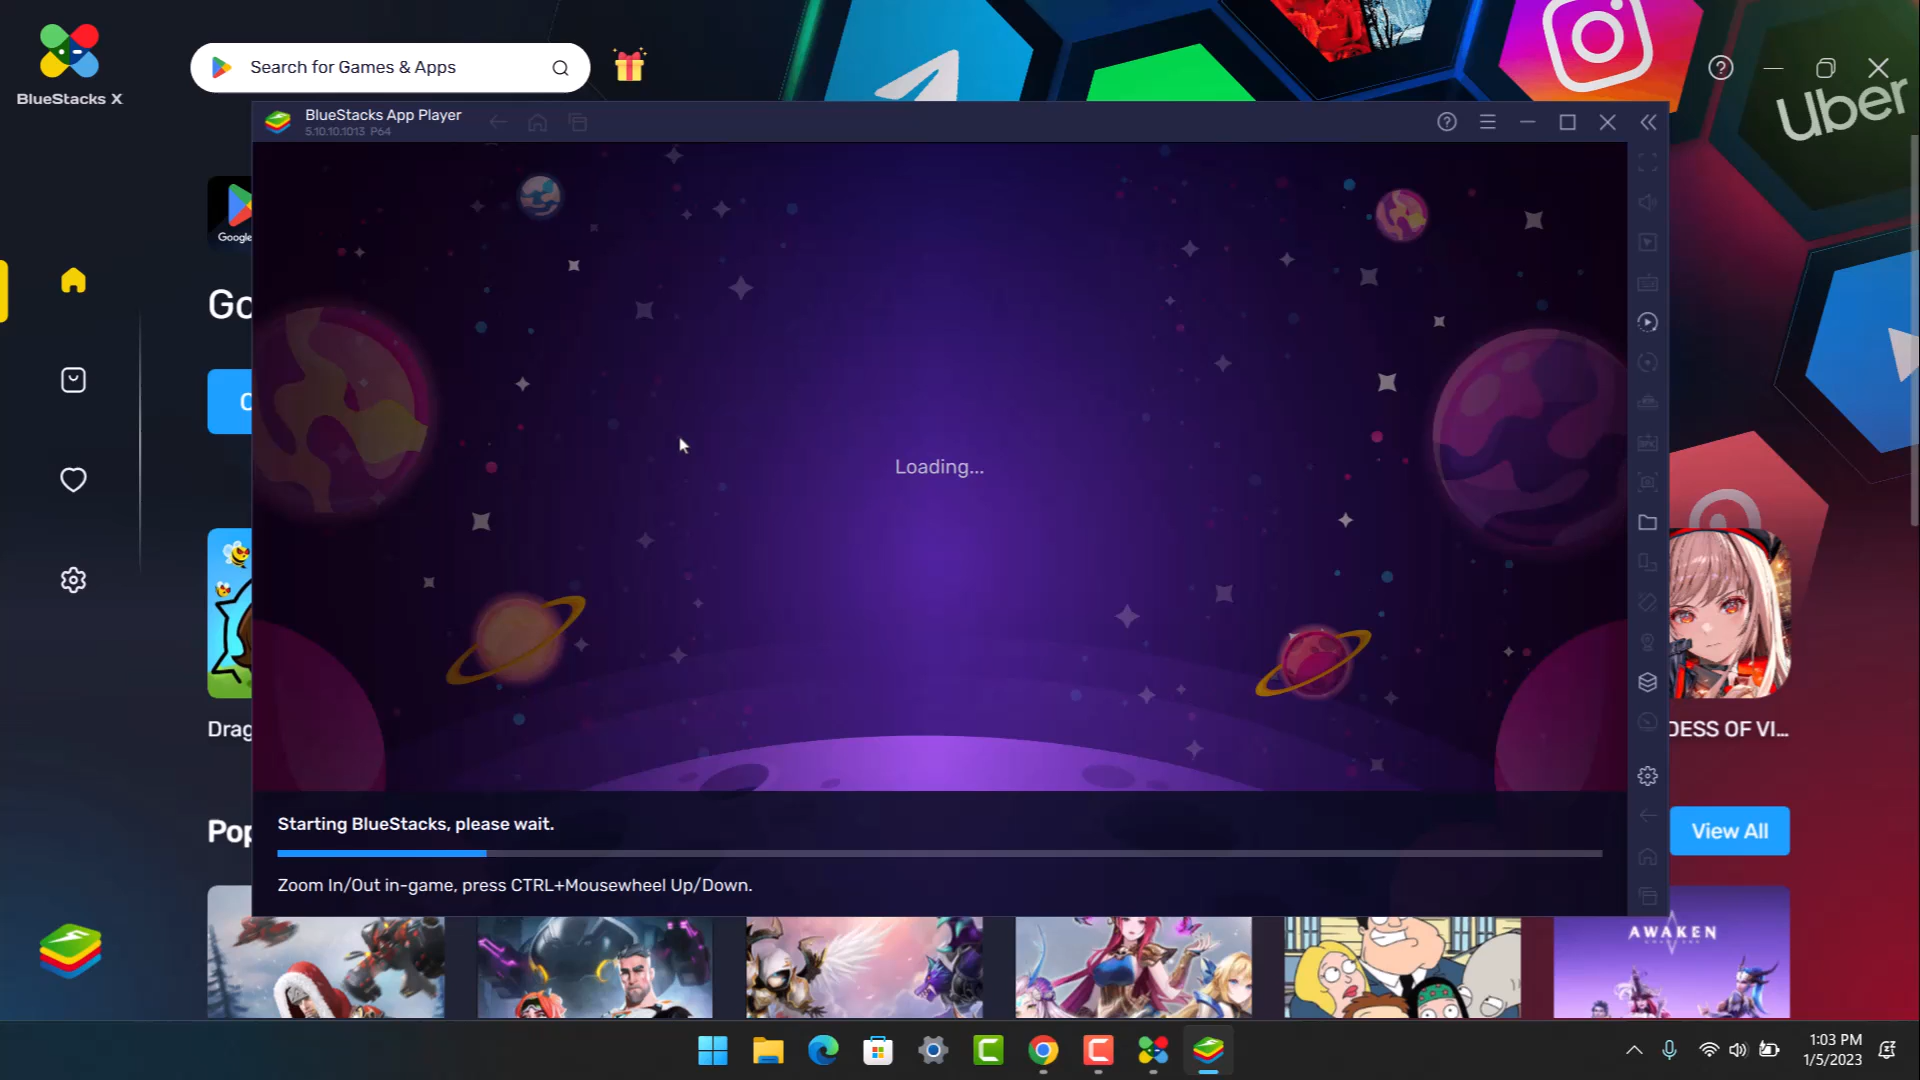 BlueStacks X
Search for Games & Apps
Uber
BlueStacks App Player
5.10.10.1013 P64
Google
Go
Loading...
Drag
DESS OF VI...
Starting BlueStacks, please wait.
Pop
View All
Zoom In/Out in-game, press CTRL+Mousewheel Up/Down.
AWAKEN
1:03 PM
1/5/2023